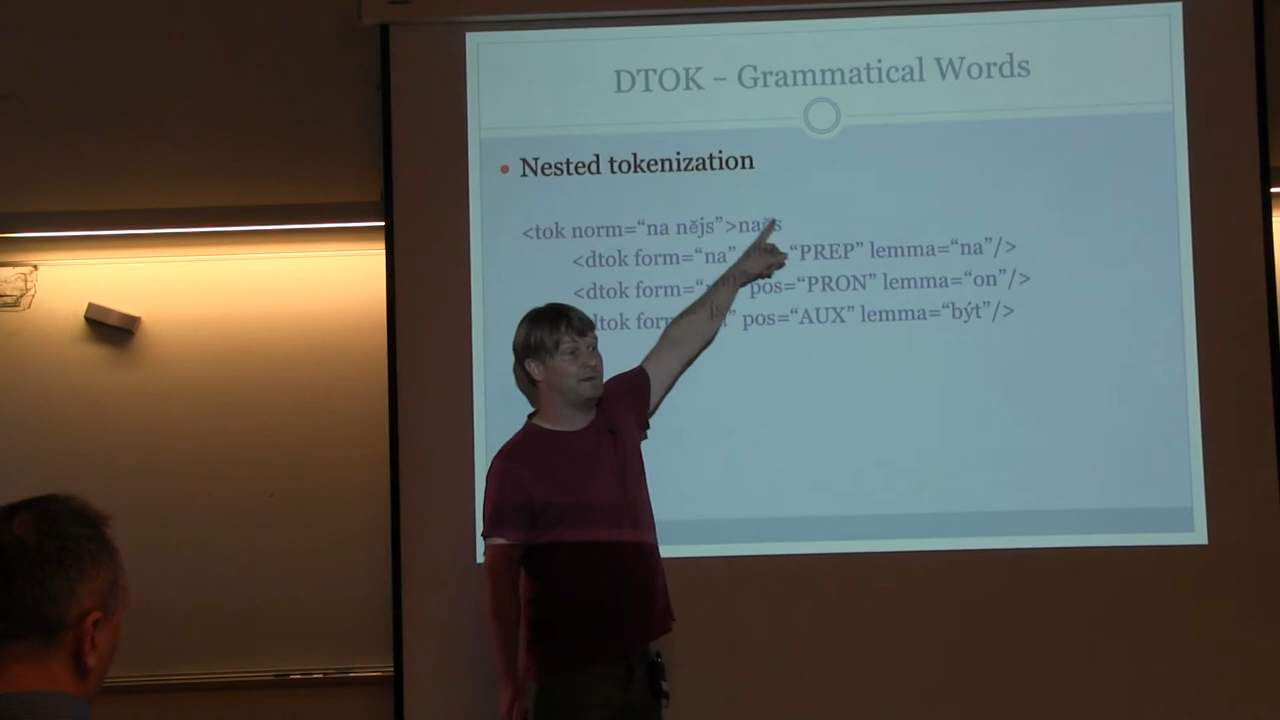 DTOK – Grammatical Words
• Nested tokenization
<tok norm=“na nějs”>
<dtok form=“na” “PREP” lemma=“na”/>
<dtok form=“ pos=“PRON” lemma=“on”/>
pos=“AUX” lemma=“být”/>